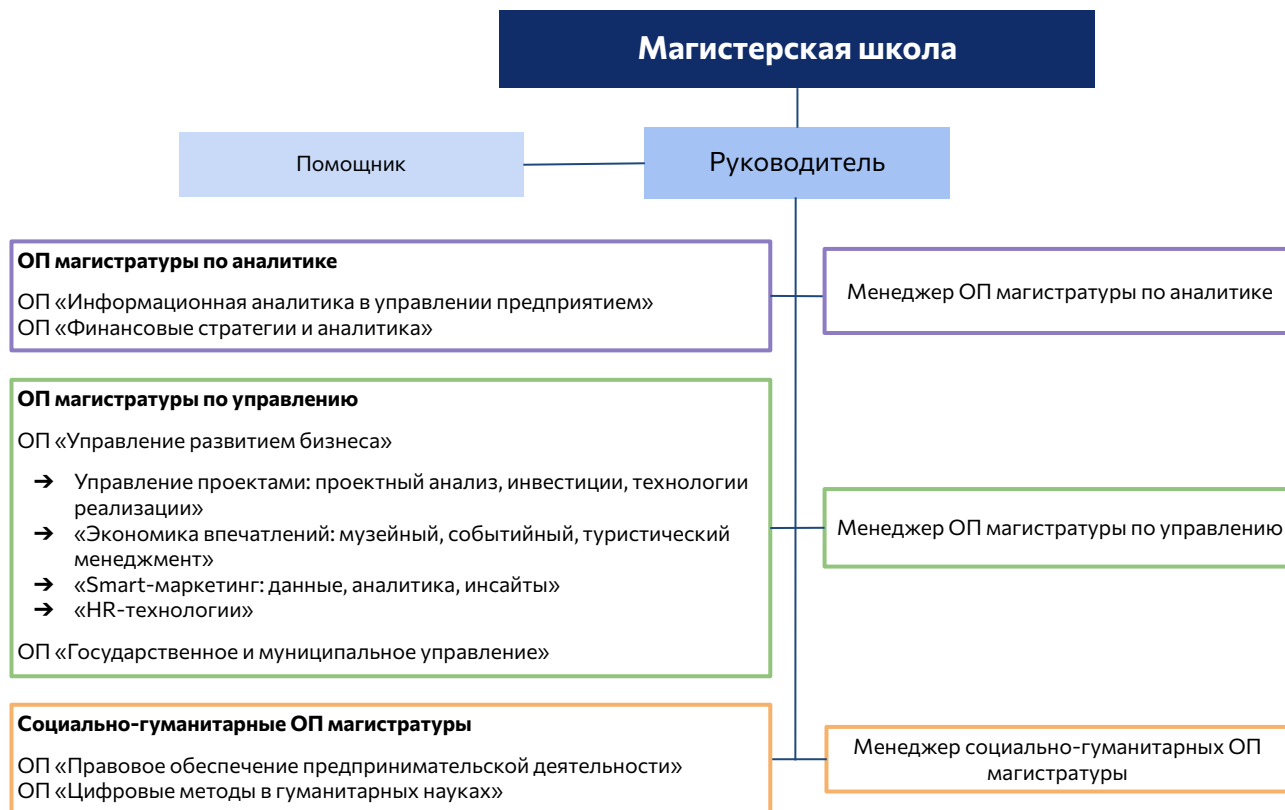 Магистерская школа
Помощник
Руководитель
ОП магистратуры по аналитике
ОП «Информационная аналитика в управлении предприятием»
ОП «Финансовые стратегии и аналитика»
Менеджер ОП магистратуры по аналитике
ОП магистратуры по управлению
ОП «Управление развитием бизнеса»
➔ Управление проектами: проектный анализ, инвестиции, технологии
реализации»
➔ «Экономика впечатлений: музейный, событийный, туристический
менеджмент»
➔ «Smart-маркетинг: данные, аналитика, инсайты»
➔ «HR-технологии»
ОП «Государственное и муниципальное управление»
Менеджер ОП магистратуры по управлению
Социально-гуманитарные ОП магистратуры
ОП «Правовое обеспечение предпринимательской деятельности»
ОП «Цифровые методы в гуманитарных науках»
Менеджер социально-гуманитарных ОП
магистратуры